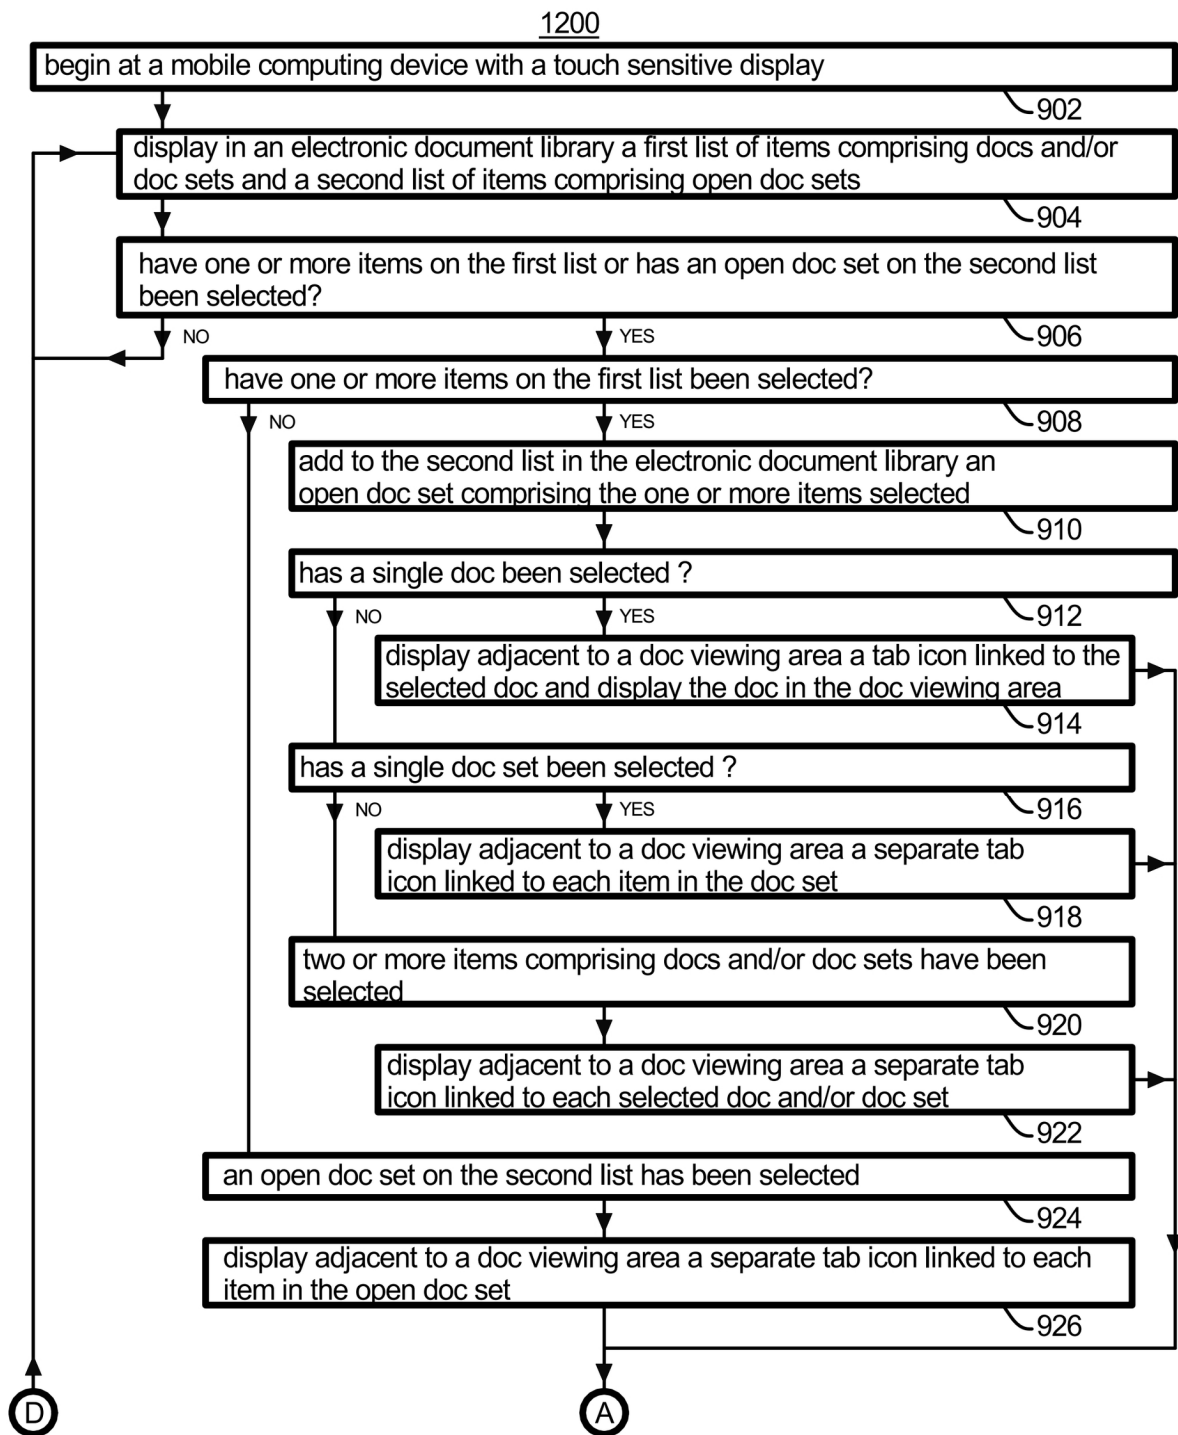 1200
begin at a mobile computing device with a touch sensitive display
902
display in an electronic document library a first list of items comprising docs and/or
doc sets and a second list of items comprising open doc sets
904
have one or more items on the first list or has an open doc set on the second list
been selected?
906
NO
YES
have one or more items on the first list been selected?
908
NO
YES
add to the second list in the electronic document library an
open doc set comprising the one or more items selected
910
has a single doc been selected ?
912
NO
YES
display adjacent to a doc viewing area a tab icon linked to the
selected doc and display the doc in the doc viewing area
914
has a single doc set been selected ?
916
NO
YES
display adjacent to a doc viewing area a separate tab
icon linked to each item in the doc set
918
two or more items comprising docs and/or doc sets have been
selected
920
display adjacent to a doc viewing area a separate tab
icon linked to each selected doc and/or doc set
922
an open doc set on the second list has been selected
924
display adjacent to a doc viewing area a separate tab icon linked to each
item in the open doc set
926
D
A